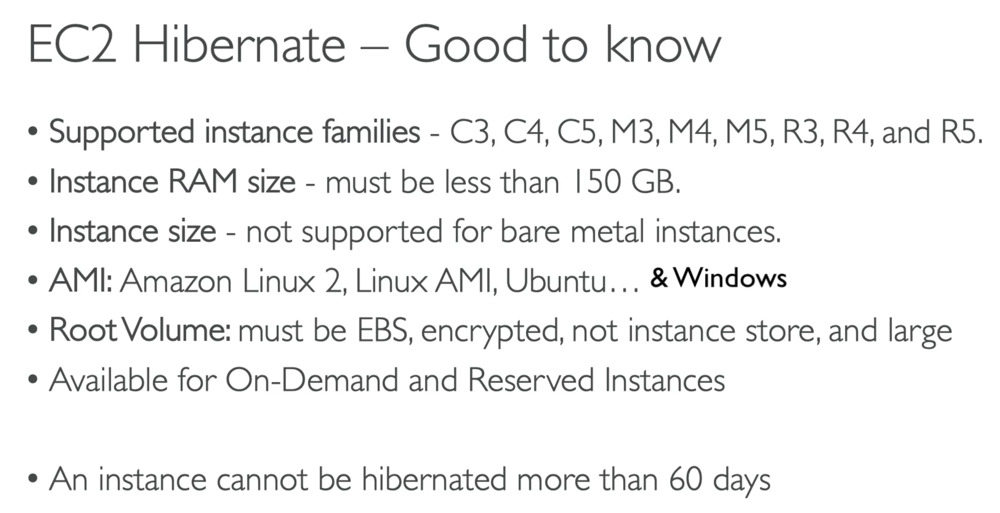 EC2 Hibernate – Good to know
• Supported instance families - C3, C4, C5, M3, M4, M5, R3, R4, and R5.
• Instance RAM size - must be less than 150 GB.
• Instance size - not supported for bare metal instances.
• AMI: Amazon Linux 2, Linux AMI, Ubuntu… & Windows
• Root Volume: must be EBS, encrypted, not instance store, and large
• Available for On-Demand and Reserved Instances
• An instance cannot be hibernated more than 60 days